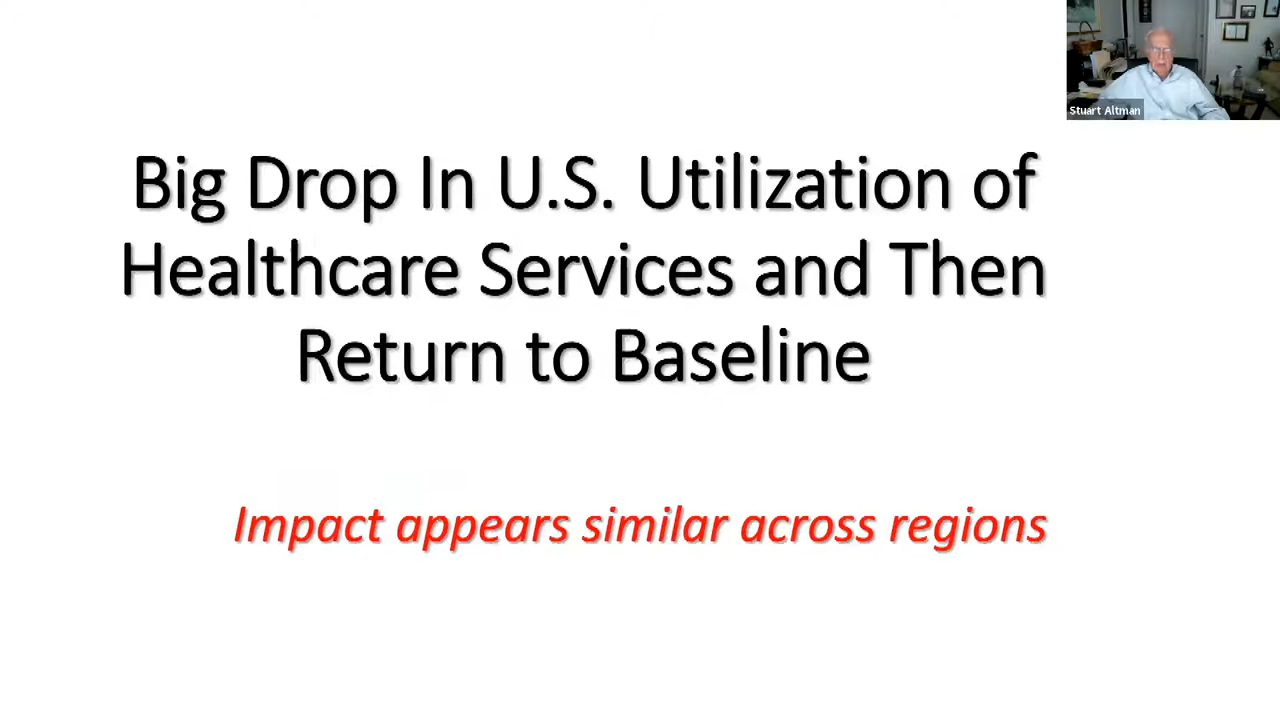 Stuart Altman
Big Drop In U.S. Utilization of
Healthcare Services and Then
Return to Baseline
Impact appears similar across regions